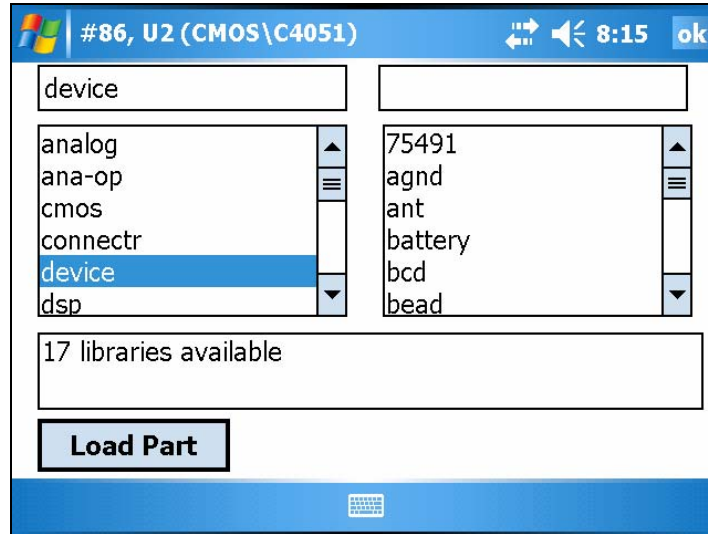 #86, U2 (CMOS\C4051) 8:15 ok
device
analog
ana-op
cmos
connectr
device
dsp
75491
agnd
ant
battery
bcd
bead
17 libraries available
Load Part